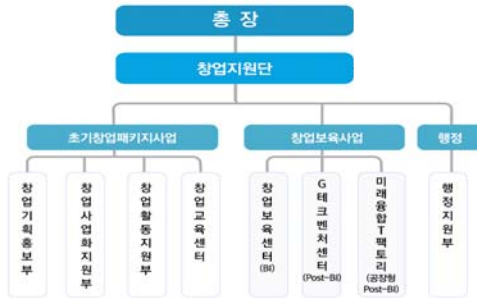 총 장
창업지원단
초기창업패키지사업
창업보육사업
행정
창업기획홍보부
창업사업화지원부
창업활동지원부
창업교육센터
창업보육센터
(BI)
G테크벤처센터
(Post-BI)
미래융합T팩토리
(공장형
Post-BI)
행정지원부